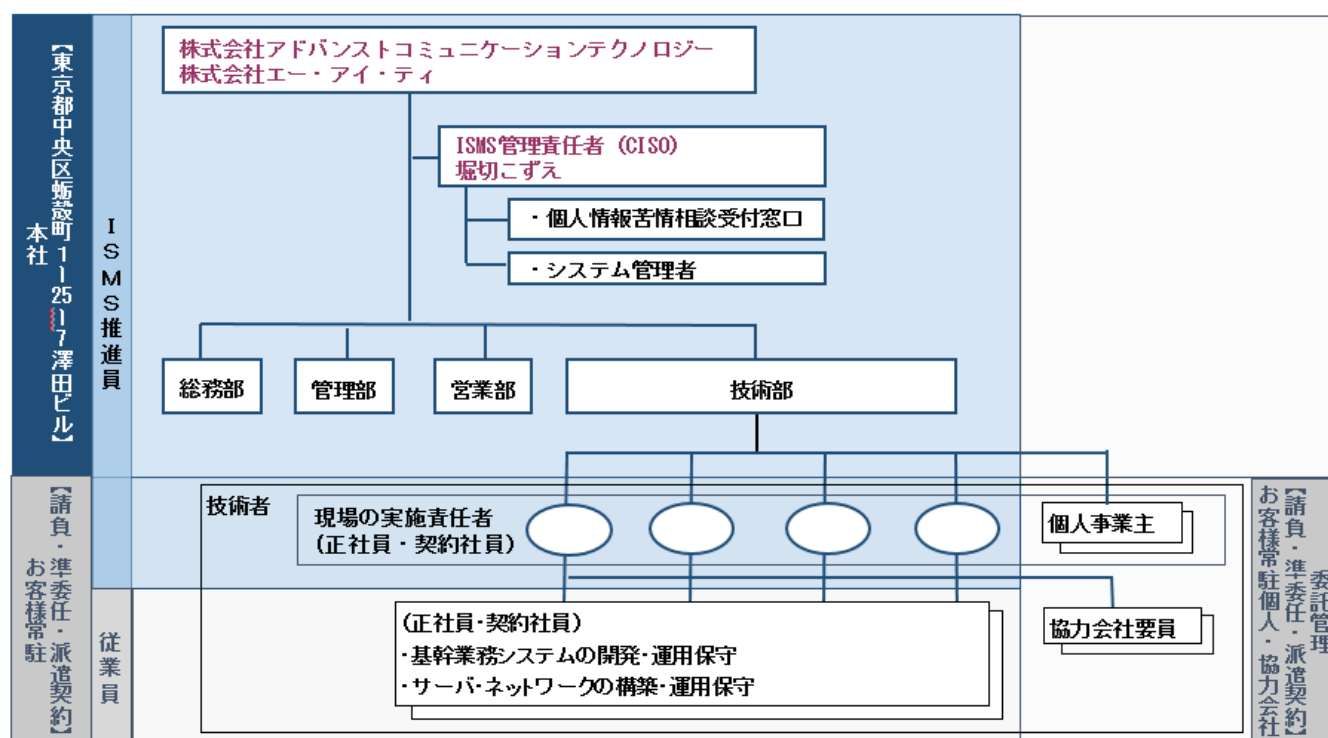 【東京都中央区蛎殻町１ー１ー25ー17澤田ビル】
本社
ＩＳＭＳ推進員
株式会社アドバンストコミュニケーションテクノロジー
株式会社エー・アイ・ティ
ISMS管理責任者（CISO）
堀切こずえ
・個人情報苦情相談受付窓口
・システム管理者
総務部
管理部
営業部
技術部
【請負・準委任・派遣契約】
お客様常駐
従業員
技術者
現場の実施責任者
(正社員・契約社員)
個人事業主
(正社員・契約社員)
・基幹業務システムの開発・運用保守
・サーバ・ネットワークの構築・運用保守
協力会社要員
委託管理
【請負・準委任・派遣契約】
お客様常駐個人・協力会社